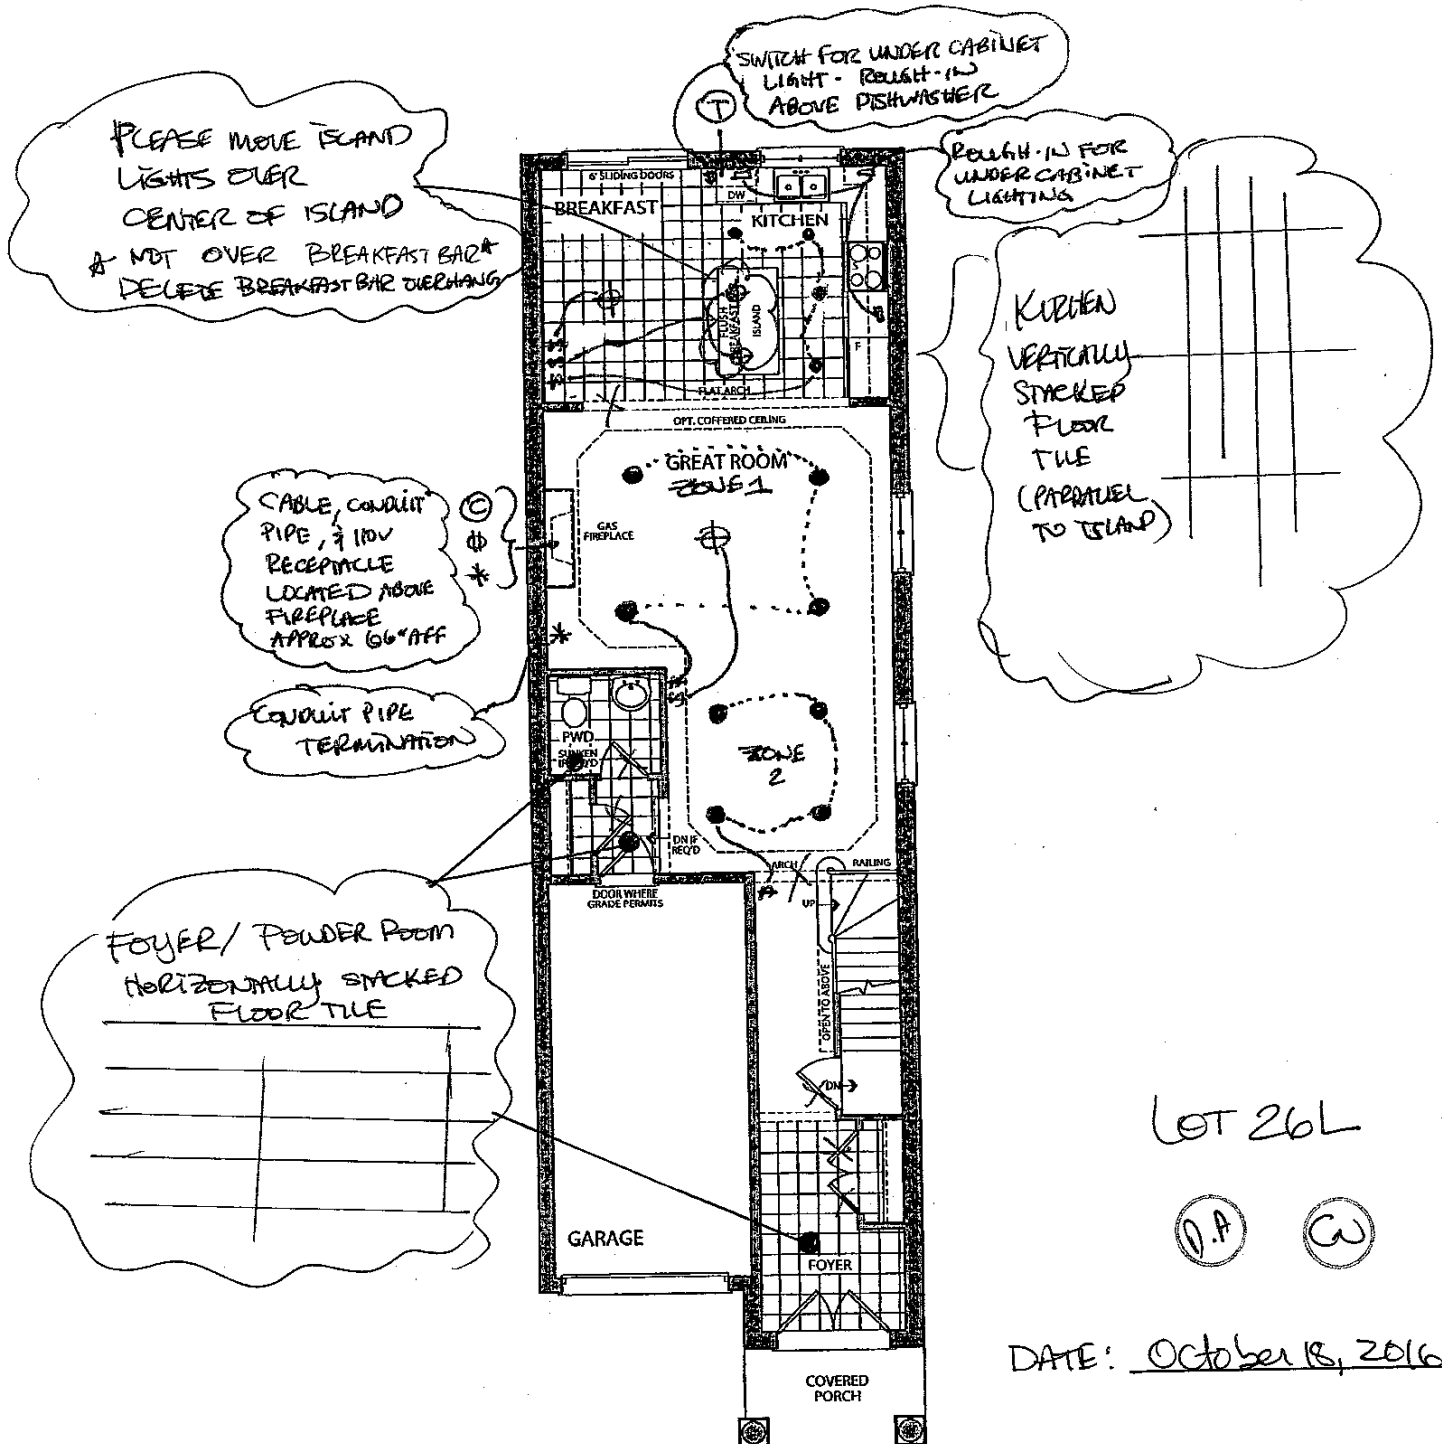 SWITCH FOR UNDER CABINET
LIGHT - ROUGH-IN
ABOVE DISHWASHER
T
PLEASE MOVE ISLAND
LIGHTS OVER
CENTER OF ISLAND
* NOT OVER BREAKFAST BAR*
DELETE BREAKFAST BAR OVERHANG
ROUGH-IN FOR
UNDER CABINET
LIGHTING
6' SLIDING DOORS
BREAKFAST
DW
KITCHEN
FLUSH
BREAKFAST BAR
ISLAND
F
FLAT ARCH
KITCHEN
VERTICALLY
STACKED
FLOOR
TILE
(PARRALLEL
TO ISLAND)
OPT. COFFERED CEILING
GREAT ROOM
ZONE 1
GAS
FIREPLACE
CABLE, CONDUIT
PIPE, & 110V
RECEPTACLE
LOCATED ABOVE
FIREPLACE
APPROX 66" AFF
C
*
*
CONDUIT PIPE
TERMINATION
PWD
SUNKEN
IF REQ'D
ZONE
2
DN IF
REQ'D
ARCH
RAILING
UP
DOOR WHERE
GRADE PERMITS
OPEN TO ABOVE
DN
FOYER/ POWDER ROOM
HORIZONTALLY STACKED
FLOOR TILE
GARAGE
FOYER
COVERED
PORCH
LOT 26L
D.A
CW
DATE: October 18, 2016